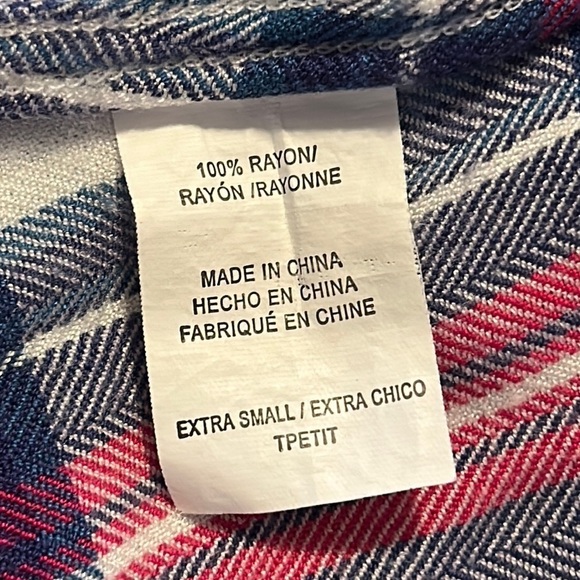 100% RAYON/
RAYÓN /RAYONNE
MADE IN CHINA
HECHO EN CHINA
FABRIQUÉ EN CHINE
EXTRA SMALL / EXTRA CHICO
TPETIT